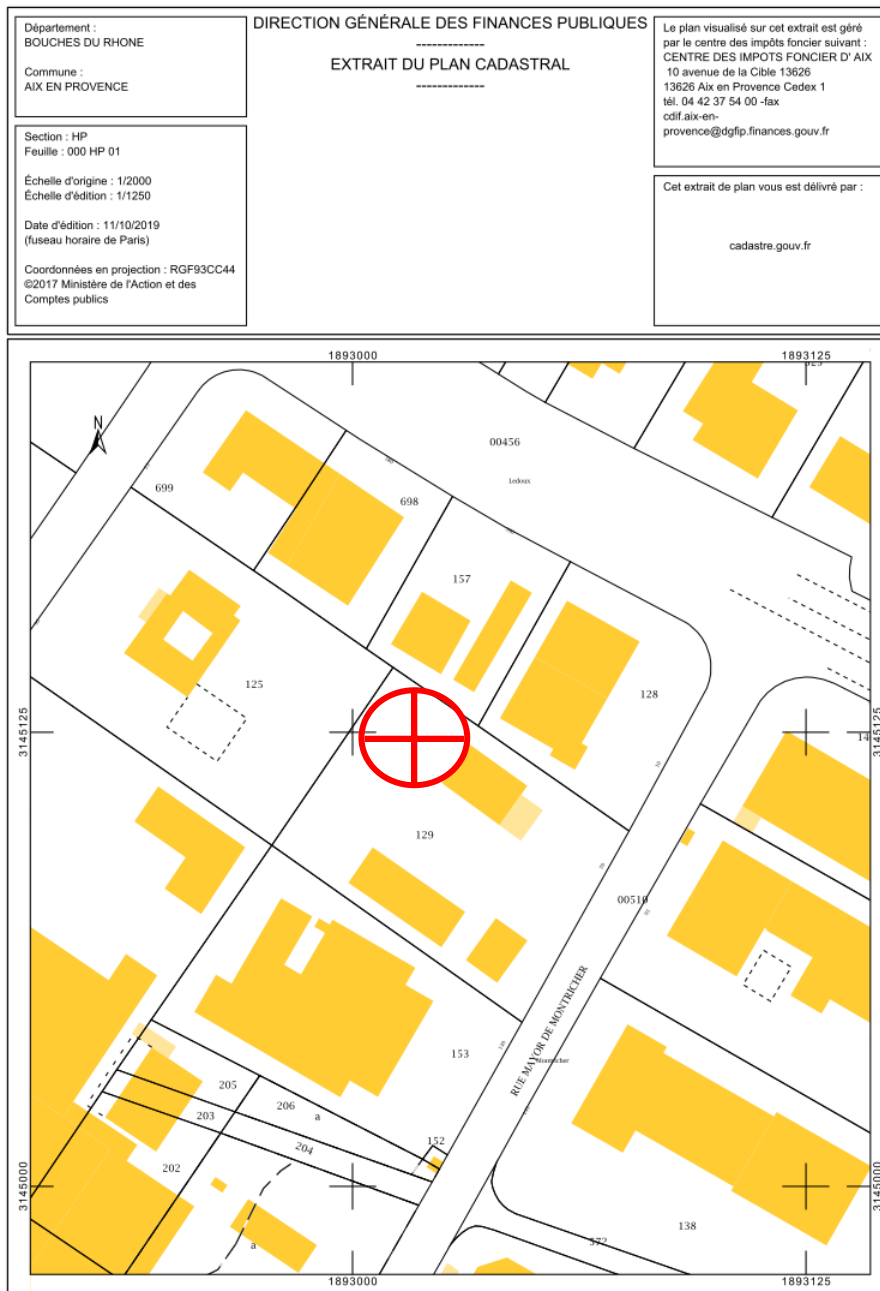 Département :
BOUCHES DU RHONE
Commune :
AIX EN PROVENCE
Section : HP
Feuille : 000 HP 01
Échelle d'origine : 1/2000
Échelle d'édition : 1/1250
Date d'édition : 11/10/2019
(fuseau horaire de Paris)
Coordonnées en projection : RGF93CC44
©2017 Ministère de l'Action et des
Comptes publics
DIRECTION GÉNÉRALE DES FINANCES PUBLIQUES
-------------
EXTRAIT DU PLAN CADASTRAL
-------------
Le plan visualisé sur cet extrait est géré
par le centre des impôts foncier suivant :
CENTRE DES IMPOTS FONCIER D' AIX
10 avenue de la Cible 13626
13626 Aix en Provence Cedex 1
tél. 04 42 37 54 00 -fax
cdif.aix-en-
provence@dgfip.finances.gouv.fr
Cet extrait de plan vous est délivré par :
cadastre.gouv.fr
1893000
1893125
N
00456
Ledoux
699
698
157
125
128
3145125
3145125
129
00510
RUE MAYOR DE MONTRICHER
Montricher
153
205
206
a
203
204
152
202
3145000
3145000
138
572
a
1893000
1893125